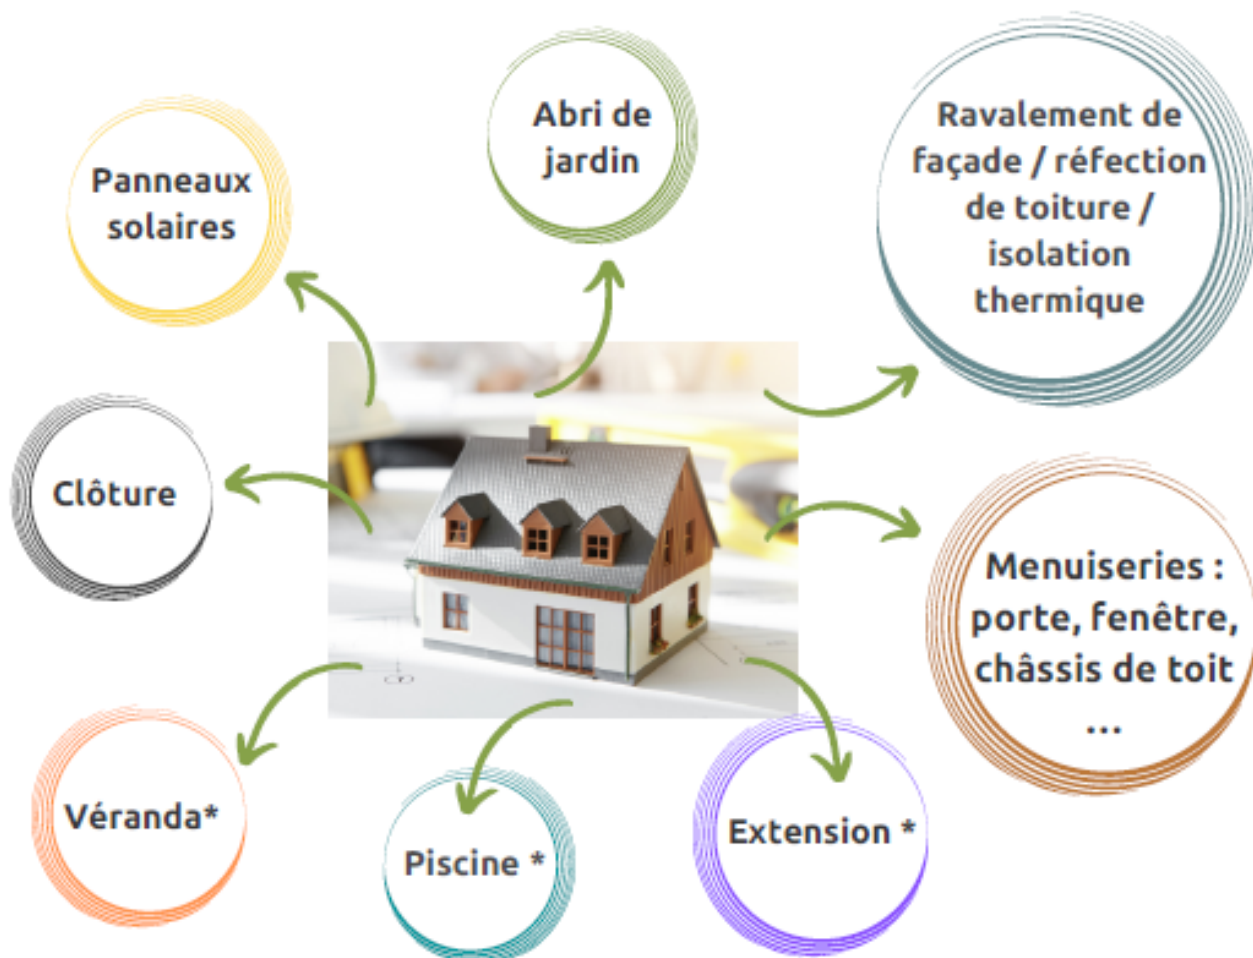 Abri de
jardin
Ravalement de
façade / réfection
de toiture /
isolation
thermique
Panneaux
solaires
Clôture
Menuiseries :
porte, fenêtre,
châssis de toit
...
Véranda*
Piscine *
Extension *